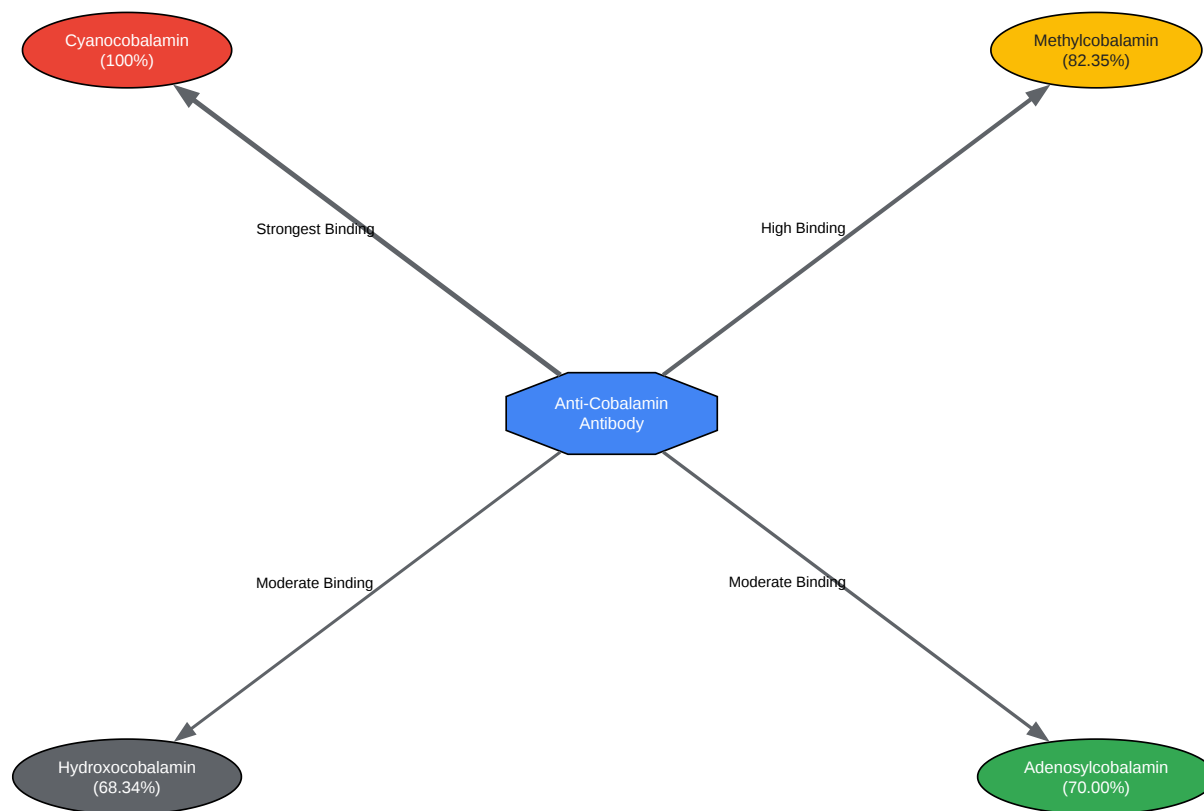 Cyanocobalamin
(100%)
Methylcobalamin
(82.35%)
Strongest Binding
High Binding
Anti-Cobalamin
Antibody
Moderate Binding
Moderate Binding
Hydroxocobalamin
(68.34%)
Adenosylcobalamin
(70.00%)